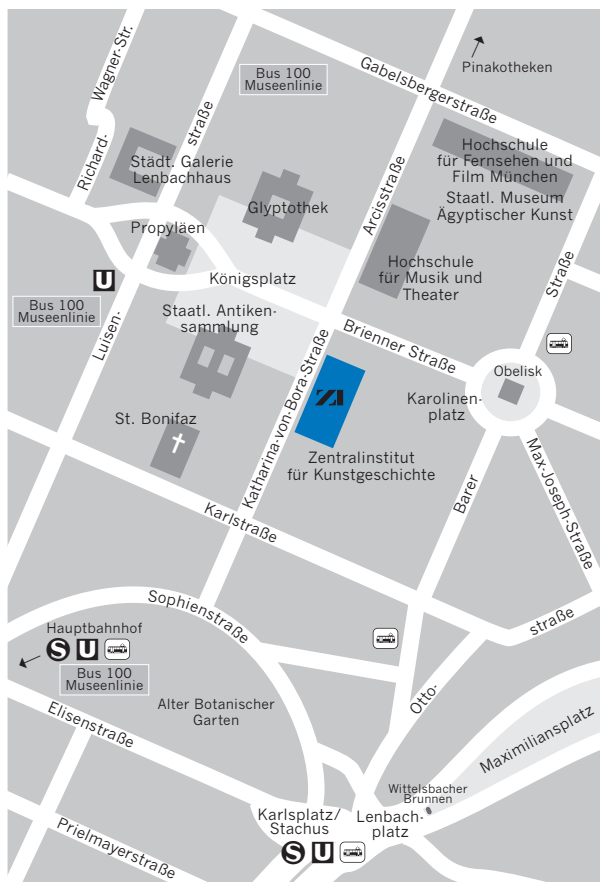 Wagner-Str.
Richard-
straße
Bus 100
Museenlinie
Gabelsbergerstraße
Pinakotheken
Städt. Galerie
Lenbachhaus
Glyptothek
Arcisstraße
Hochschule
für Fernsehen und
Film München
Staatl. Museum
Ägyptischer Kunst
Propyläen
Königsplatz
Hochschule
für Musik und
Theater
Straße
U
Bus 100
Museenlinie
Luisen-
Staatl. Antiken-
sammlung
Brienner Straße
Obelisk
Karolinen-
platz
ZI
Katharina-von-Bora-Straße
St. Bonifaz
Zentralinstitut
für Kunstgeschichte
Max-Joseph-Straße
Barer
Karlstraße
Sophienstraße
straße
Hauptbahnhof
S U
Bus 100
Museenlinie
Alter Botanischer
Garten
Otto-
Elisenstraße
Maximiliansplatz
Wittelsbacher
Brunnen
Karlsplatz/
Stachus
Lenbach-
platz
S U
Prielmayerstraße